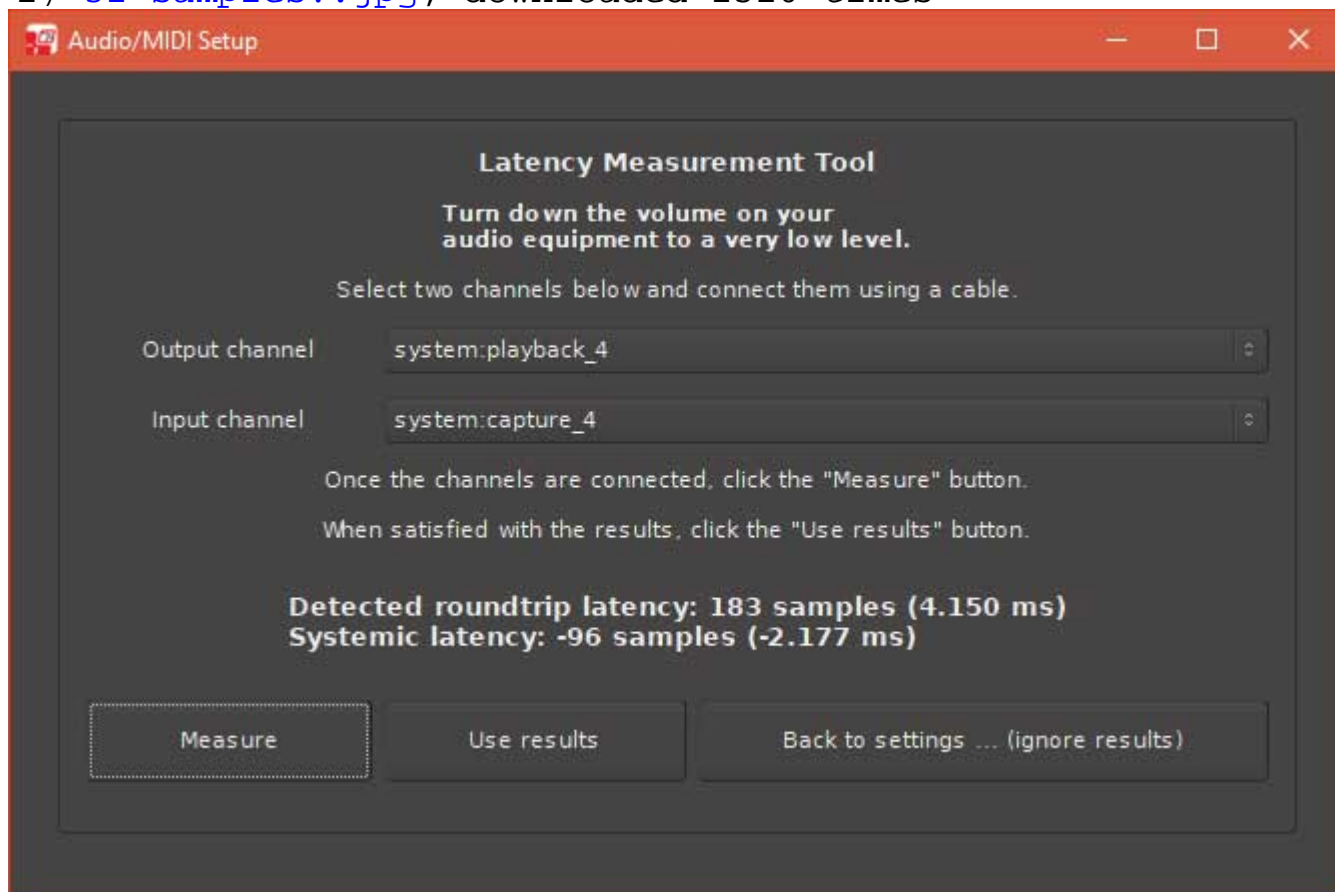 Audio/MIDI Setup
Latency Measurement Tool
Turn down the volume on your
audio equipment to a very low level.
Select two channels below and connect them using a cable.
Output channel system:playback_4
Input channel system:capture_4
Once the channels are connected, click the "Measure" button.
When satisfied with the results, click the "Use results" button.
Detected roundtrip latency: 183 samples (4.150 ms)
Systemic latency: -96 samples (-2.177 ms)
Measure Use results Back to settings ... (ignore results)